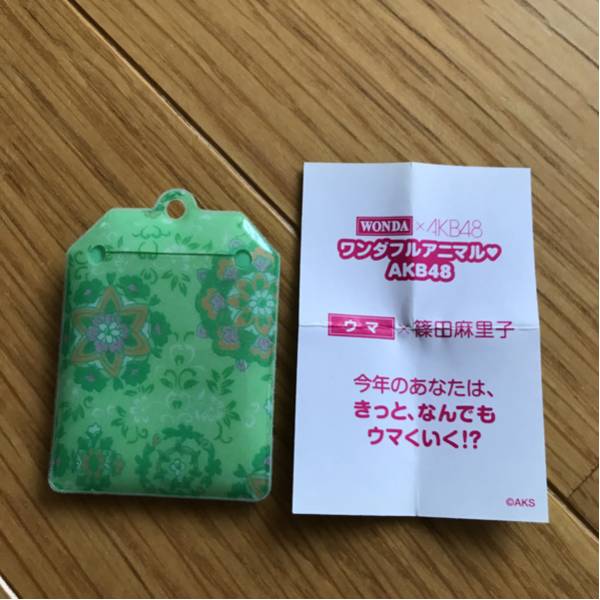 WONDA ×AKB48
ワンダフルアニマル♥
AKB48
ウマ × 篠田麻里子
今年のあなたは、
きっと、なんでも
ウマくいく!?
©AKS